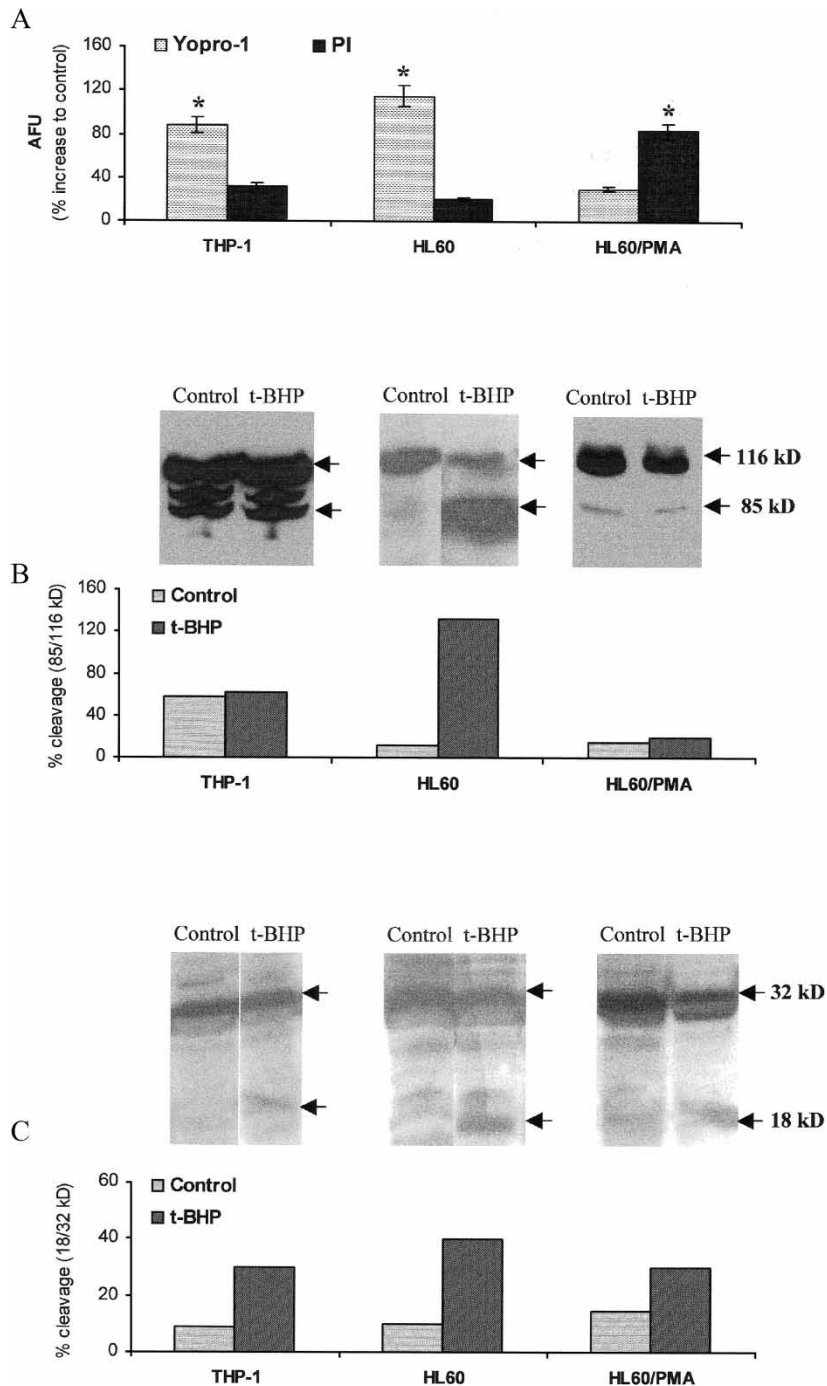 A
160
120
80
40
0
AFU
(% increase to control)
Yopro-1
PI
*
*
*
THP-1
HL60
HL60/PMA
Control t-BHP
Control t-BHP
Control t-BHP
116 kD
85 kD
B
160
120
80
40
0
% cleavage (85/116 kD)
Control
t-BHP
THP-1
HL60
HL60/PMA
Control t-BHP
Control t-BHP
Control t-BHP
32 kD
18 kD
C
60
40
20
0
% cleavage (18/32 kD)
Control
t-BHP
THP-1
HL60
HL60/PMA